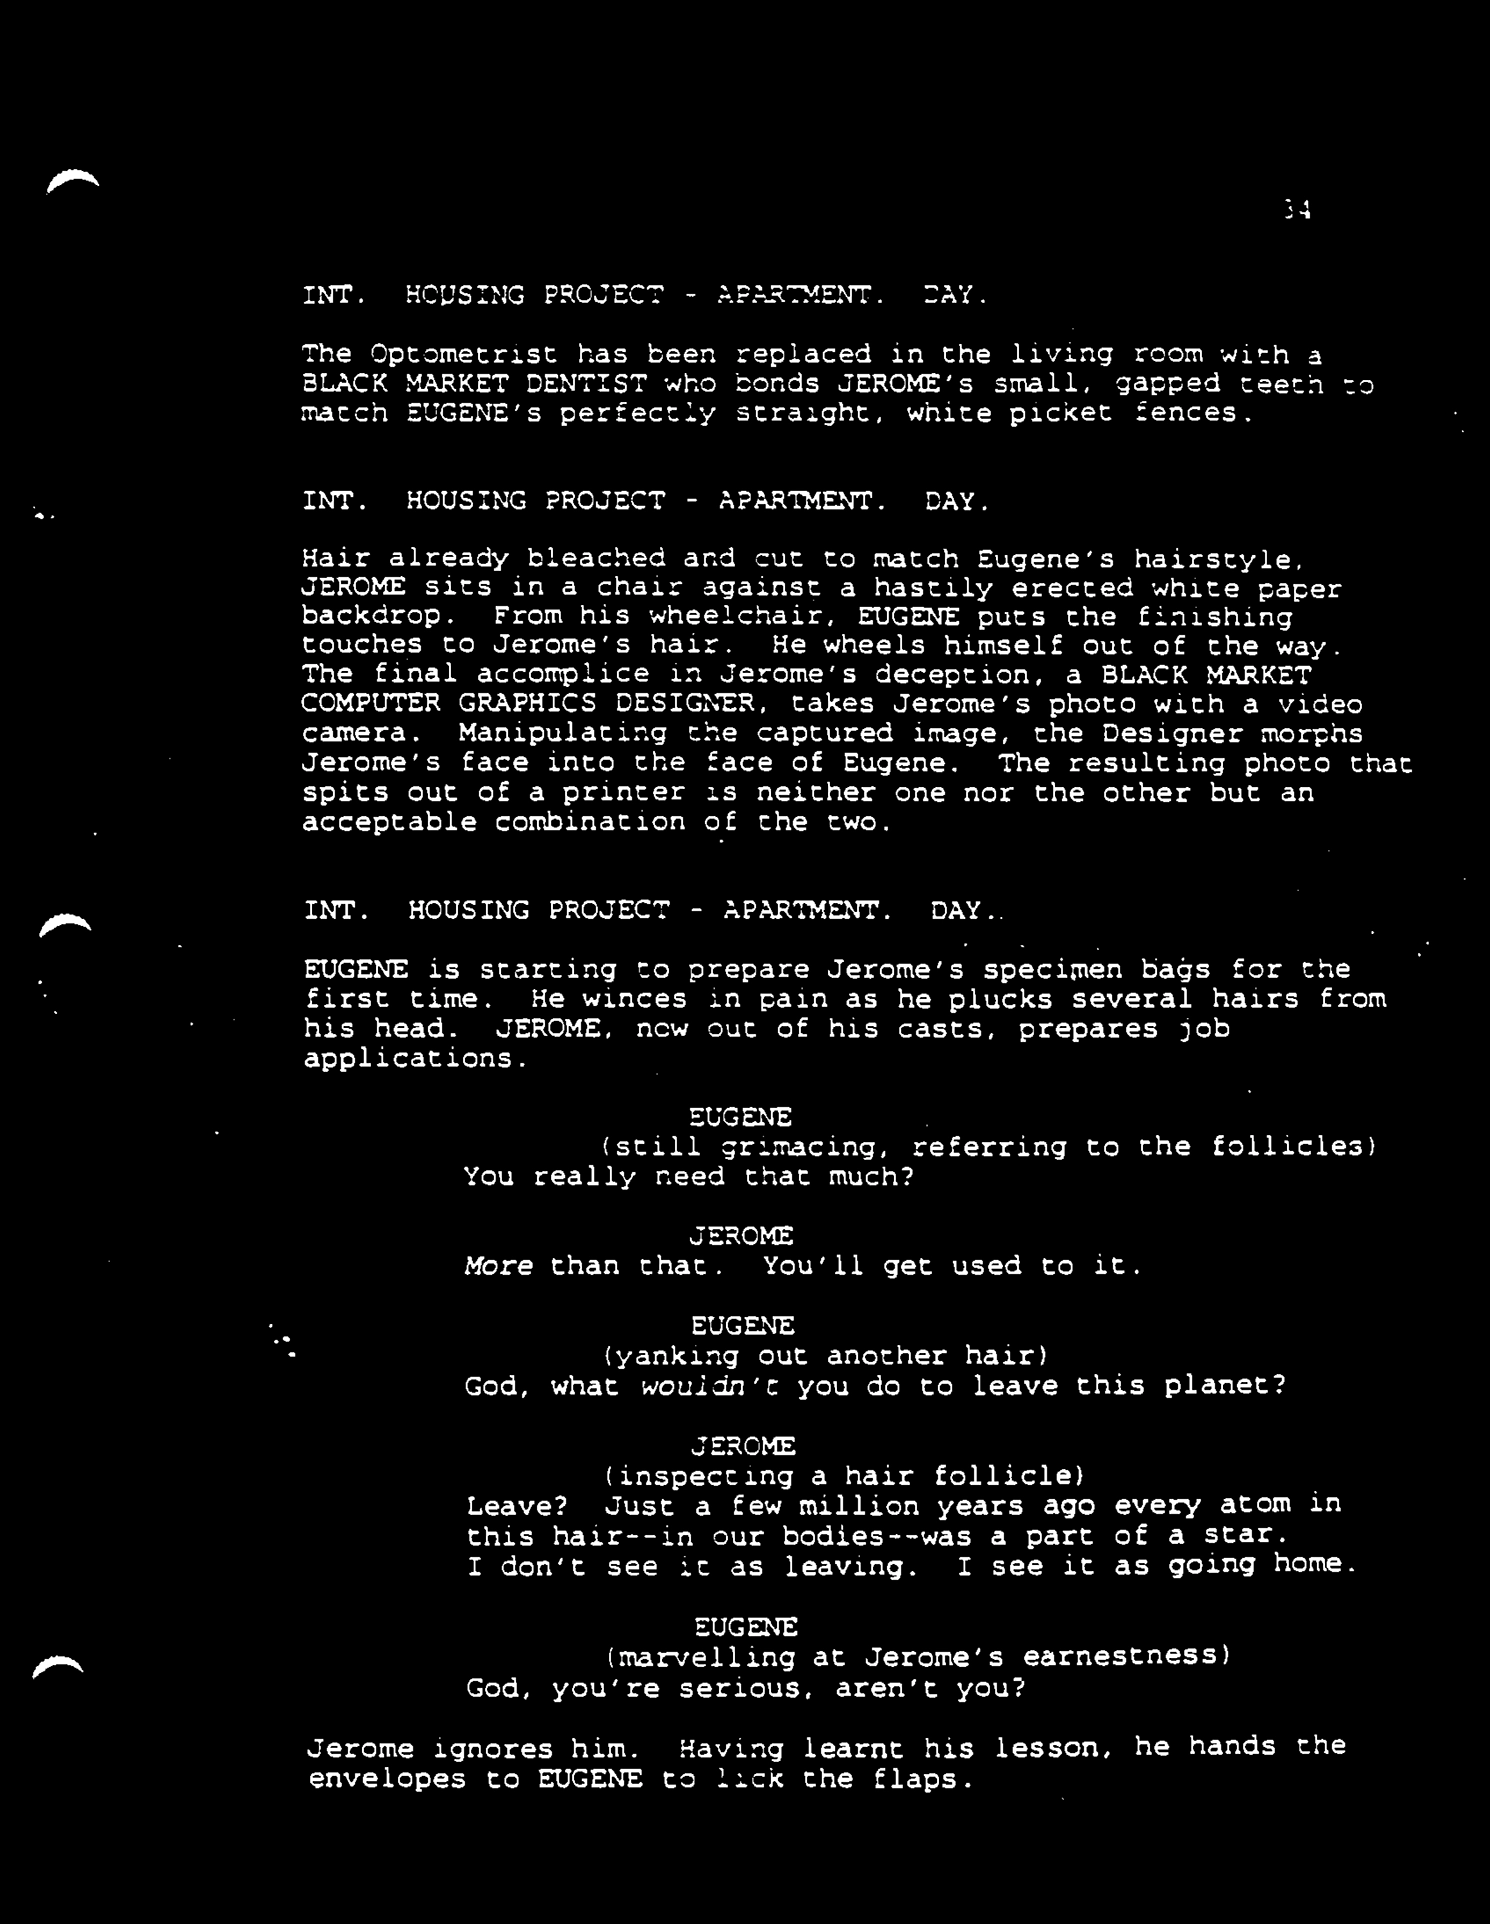 34
INT.  HOUSING PROJECT - APARTMENT.  DAY.
The Optometrist has been replaced in the living room with a
BLACK MARKET DENTIST who bonds JEROME's small, gapped teeth to
match EUGENE's perfectly straight, white picket fences.
INT.  HOUSING PROJECT - APARTMENT.  DAY.
Hair already bleached and cut to match Eugene's hairstyle,
JEROME sits in a chair against a hastily erected white paper
backdrop.  From his wheelchair, EUGENE puts the finishing
touches to Jerome's hair.  He wheels himself out of the way.
The final accomplice in Jerome's deception, a BLACK MARKET
COMPUTER GRAPHICS DESIGNER, takes Jerome's photo with a video
camera.  Manipulating the captured image, the Designer morphs
Jerome's face into the face of Eugene.  The resulting photo that
spits out of a printer is neither one nor the other but an
acceptable combination of the two.
INT.  HOUSING PROJECT - APARTMENT.  DAY..
EUGENE is starting to prepare Jerome's specimen bags for the
first time.  He winces in pain as he plucks several hairs from
his head.  JEROME, now out of his casts, prepares job
applications.
EUGENE
(still grimacing, referring to the follicles)
You really need that much?
JEROME
More than that.  You'll get used to it.
EUGENE
(yanking out another hair)
God, what wouldn't you do to leave this planet?
JEROME
(inspecting a hair follicle)
Leave?  Just a few million years ago every atom in
this hair--in our bodies--was a part of a star.
I don't see it as leaving.  I see it as going home.
EUGENE
(marvelling at Jerome's earnestness)
God, you're serious, aren't you?
Jerome ignores him.  Having learnt his lesson, he hands the
envelopes to EUGENE to lick the flaps.